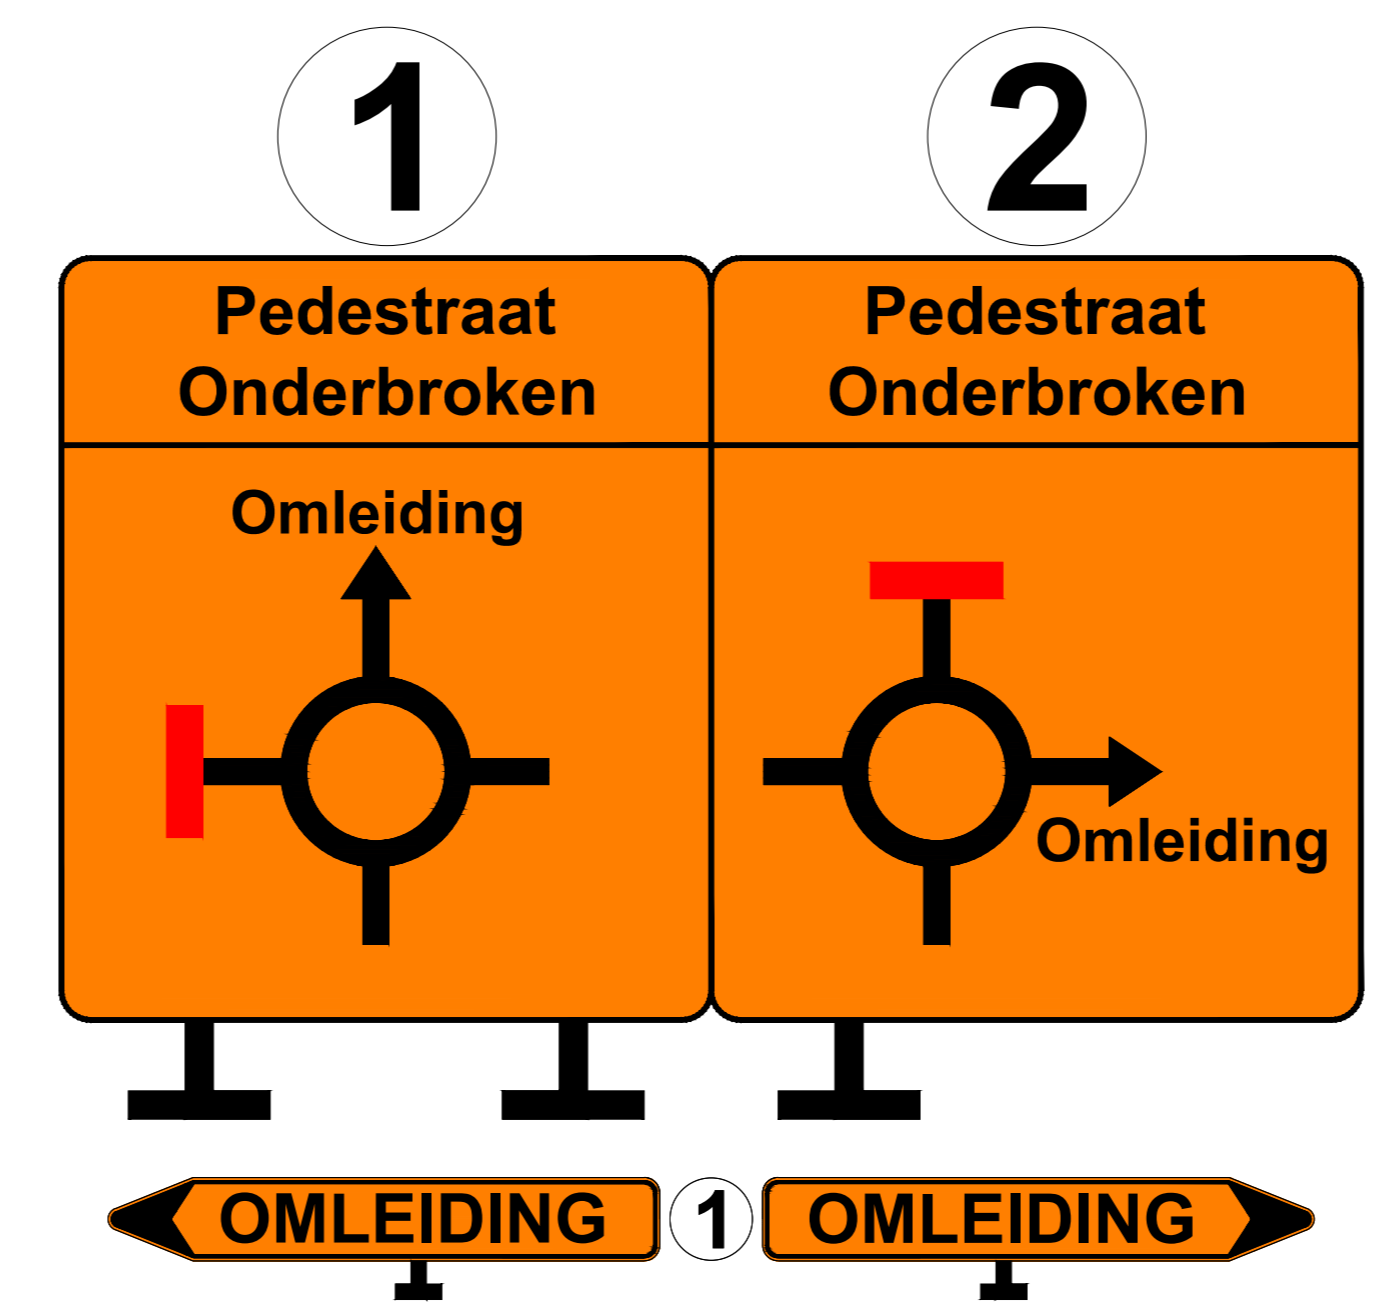 1
2
Pedestraat
Onderbroken
Pedestraat
Onderbroken
Omleiding
Omleiding
OMLEIDING
1
OMLEIDING